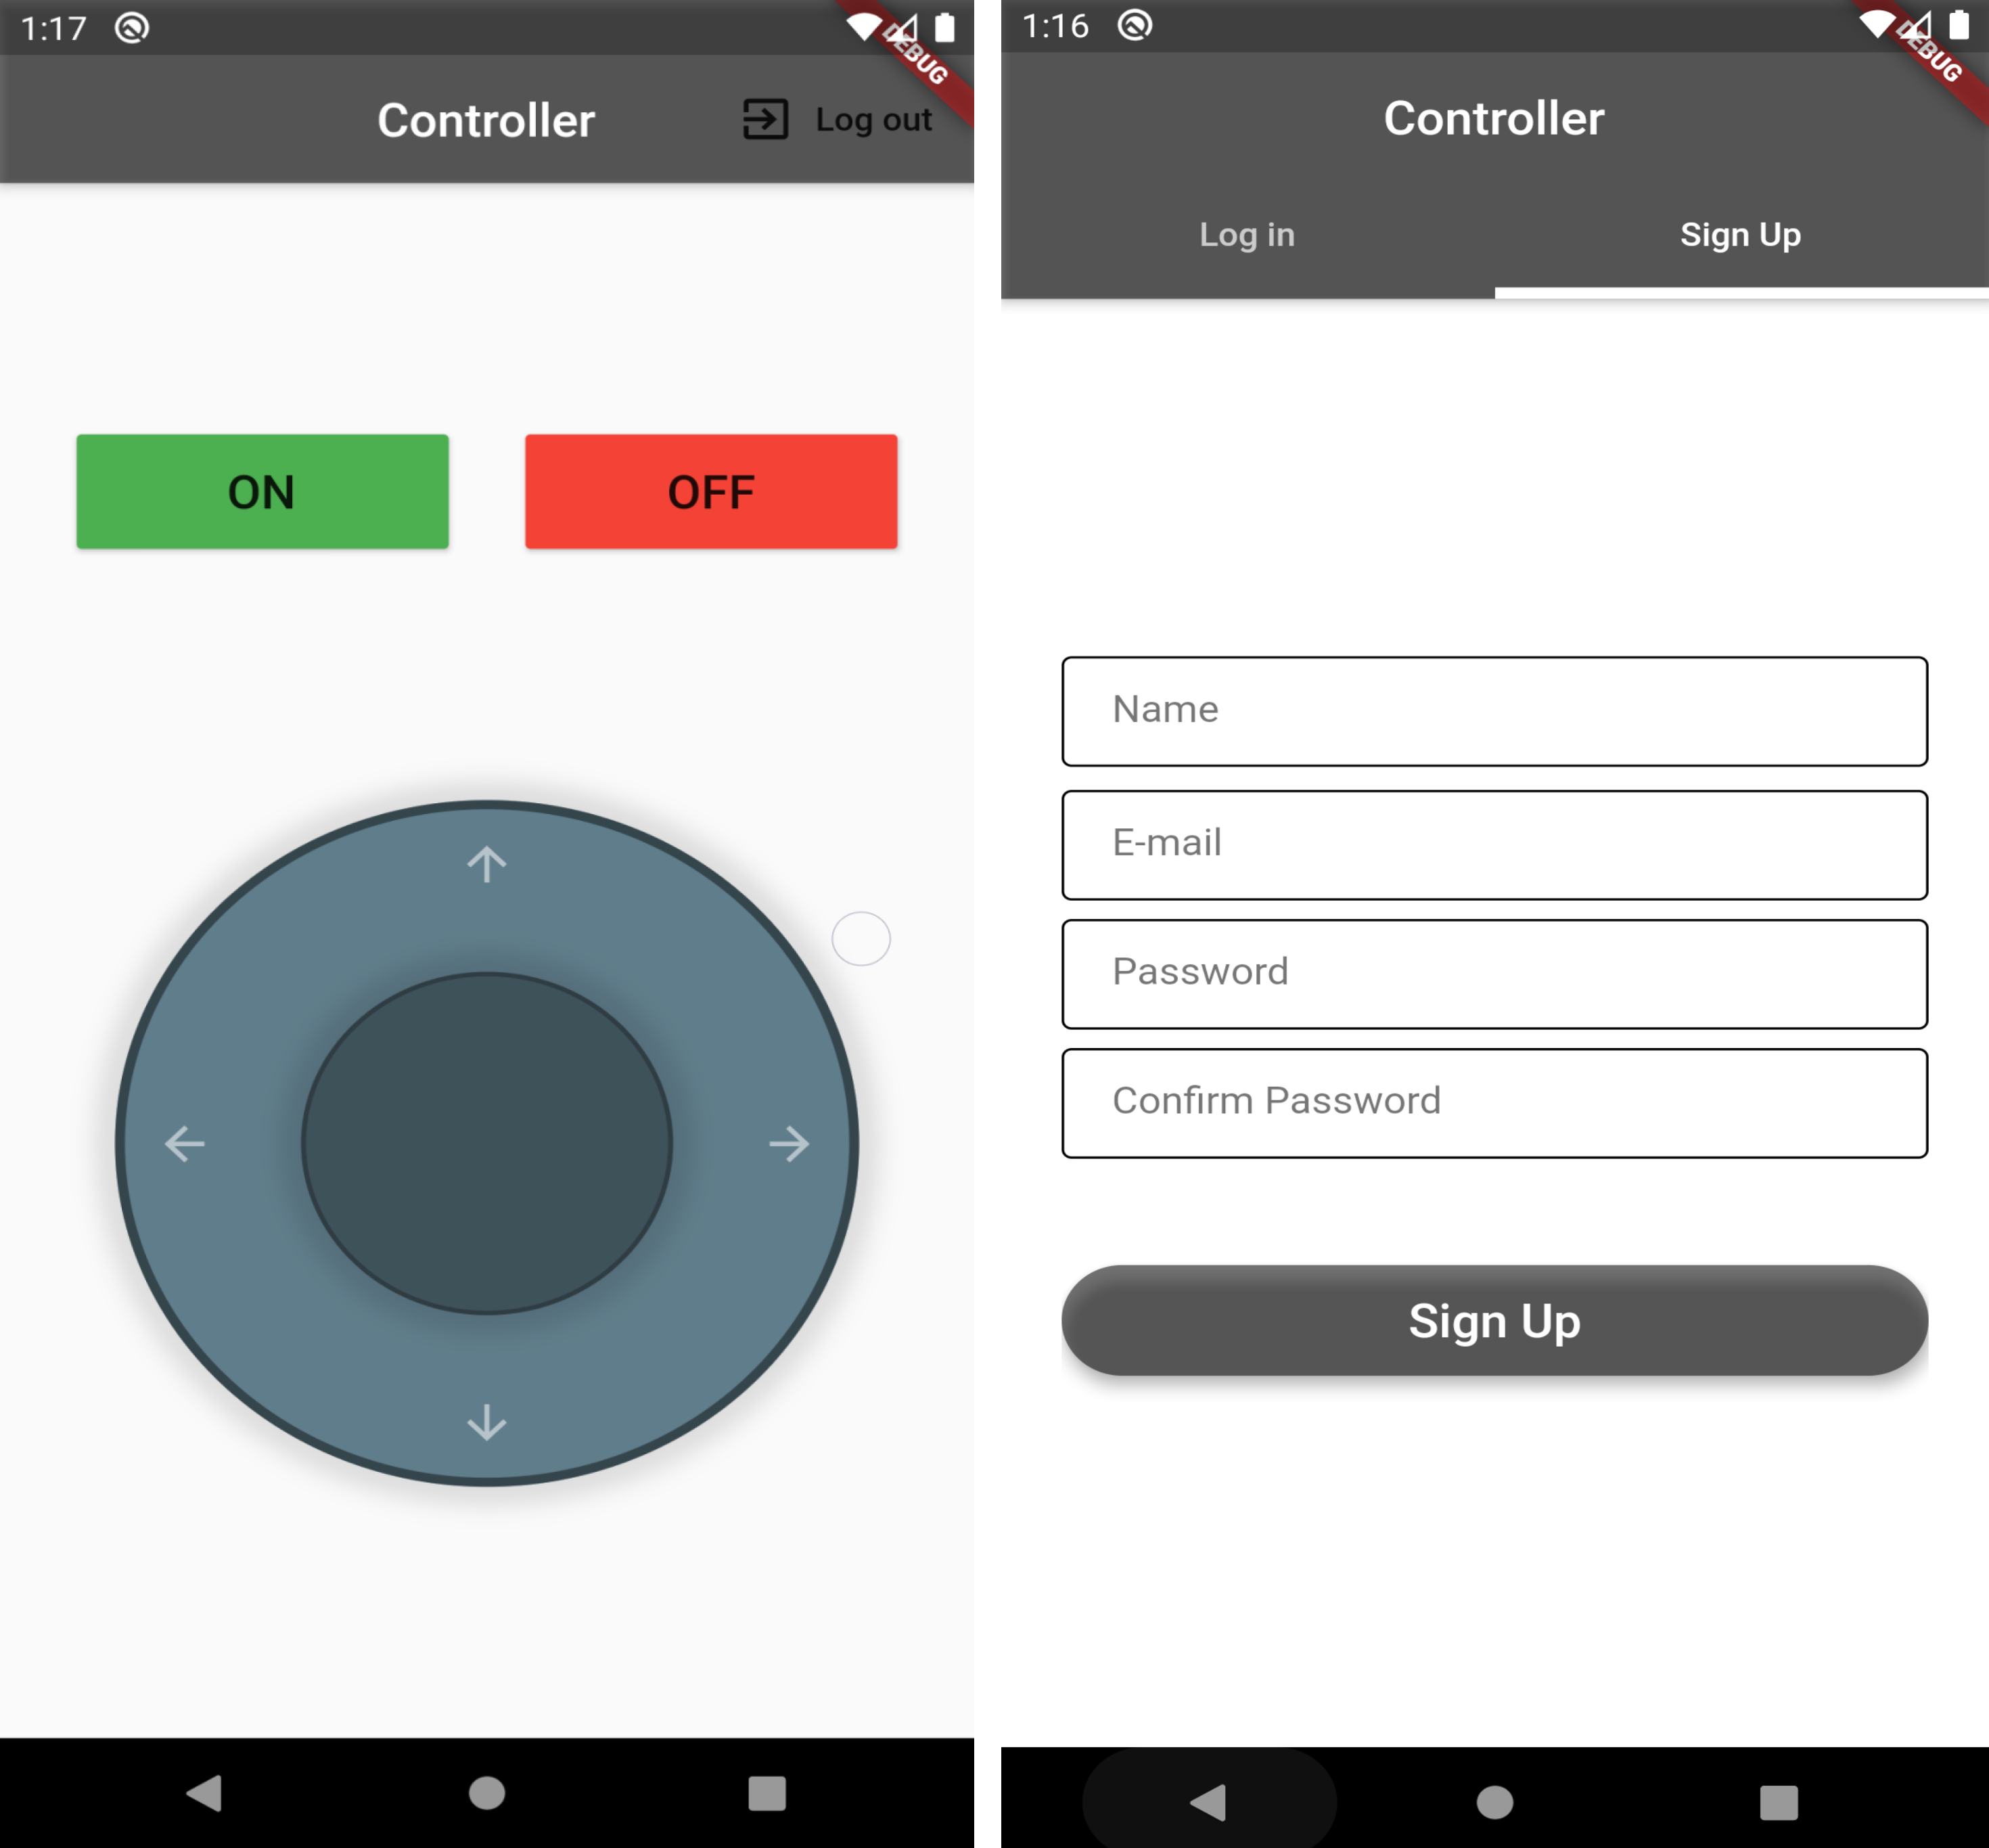 1:17
DEBUG
Controller
Log out
ON
OFF
1:16
DEBUG
Controller
Log in
Sign Up
Name
E-mail
Password
Confirm Password
Sign Up